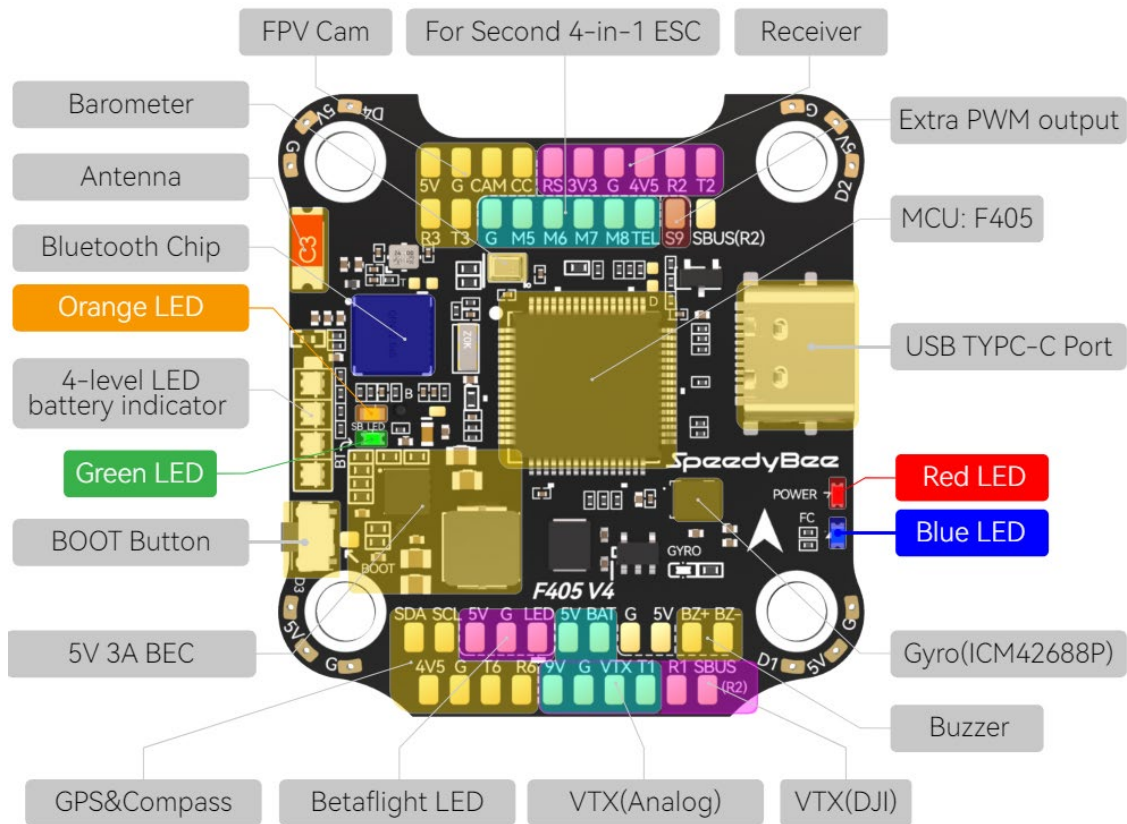 FPV Cam
For Second 4-in-1 ESC
Receiver
Barometer
Extra PWM output
Antenna
MCU: F405
Bluetooth Chip
Orange LED
USB TYPC-C Port
4-level LED
battery indicator
Green LED
Red LED
BOOT Button
Blue LED
5V 3A BEC
Gyro(ICM42688P)
Buzzer
GPS&Compass
Betaflight LED
VTX(Analog)
VTX(DJI)
G 5V D4
G 5V D2
5V G CAM CC RS 3V3 G 4V5 R2 T2
R3 T3 G M5 M6 M7 M8 TEL S9 SBUS(R2)
C3
T
D
ZOK
B
SB LED
BT
SpeedyBee
POWER
FC
BOOT
GYRO
F405 V4
D3 5V G
SDA SCL 5V G LED 5V BAT G 5V BZ+ BZ-
4V5 G T6 R6 9V G VTX T1 R1 SBUS
(R2)
D1 5V G